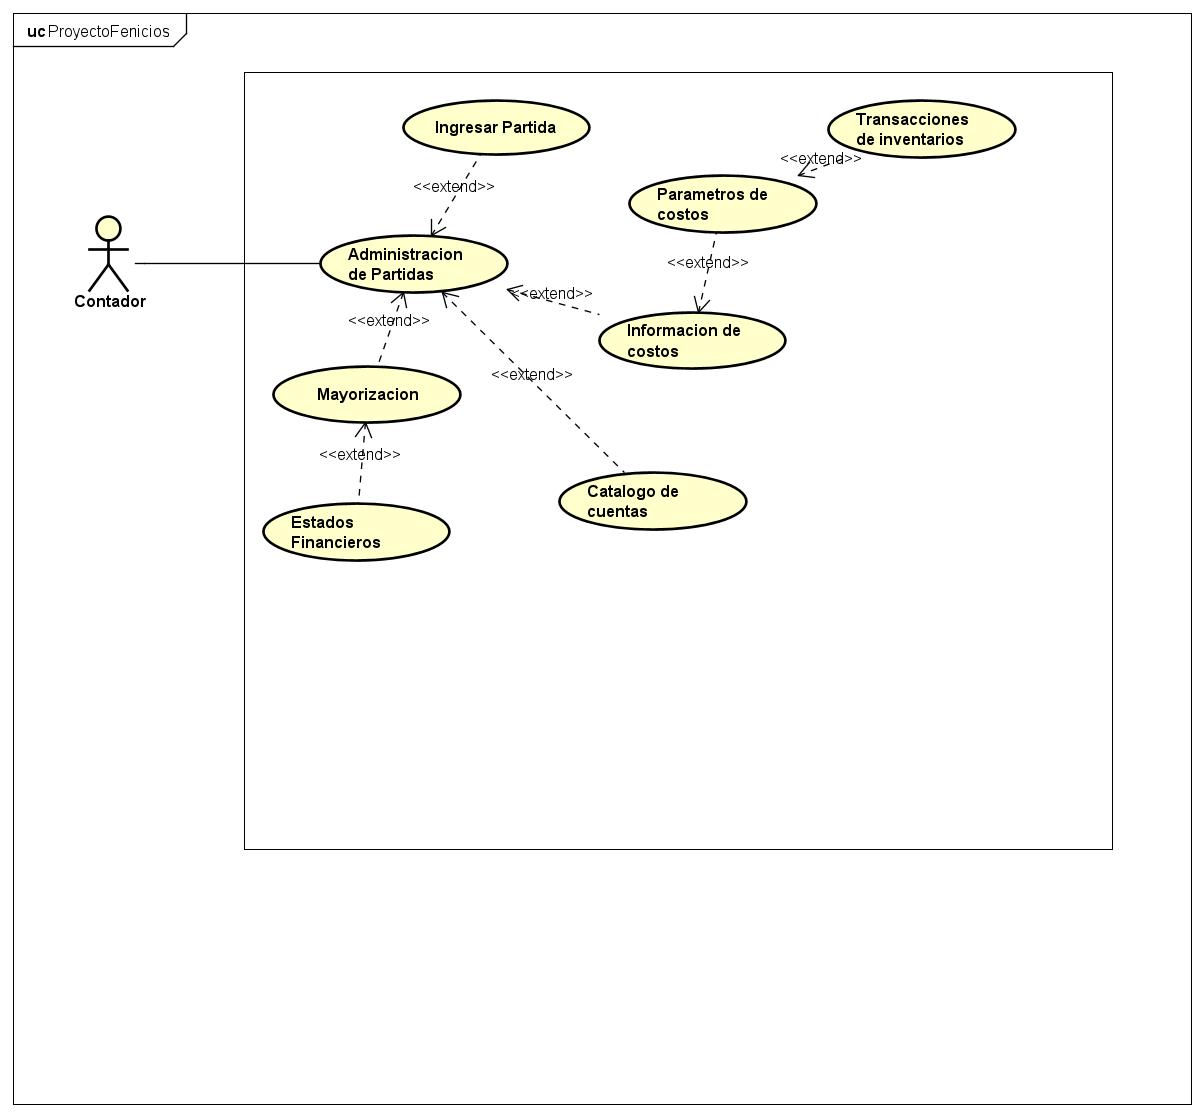 uc ProyectoFenicios
Ingresar Partida
Transacciones
de inventarios
<<extend>>
<<extend>>
Parametros de
costos
Administracion
de Partidas
<<extend>>
<<extend>>
Contador
<<extend>>
Informacion de
costos
<<extend>>
Mayorizacion
<<extend>>
Catalogo de
cuentas
Estados
Financieros